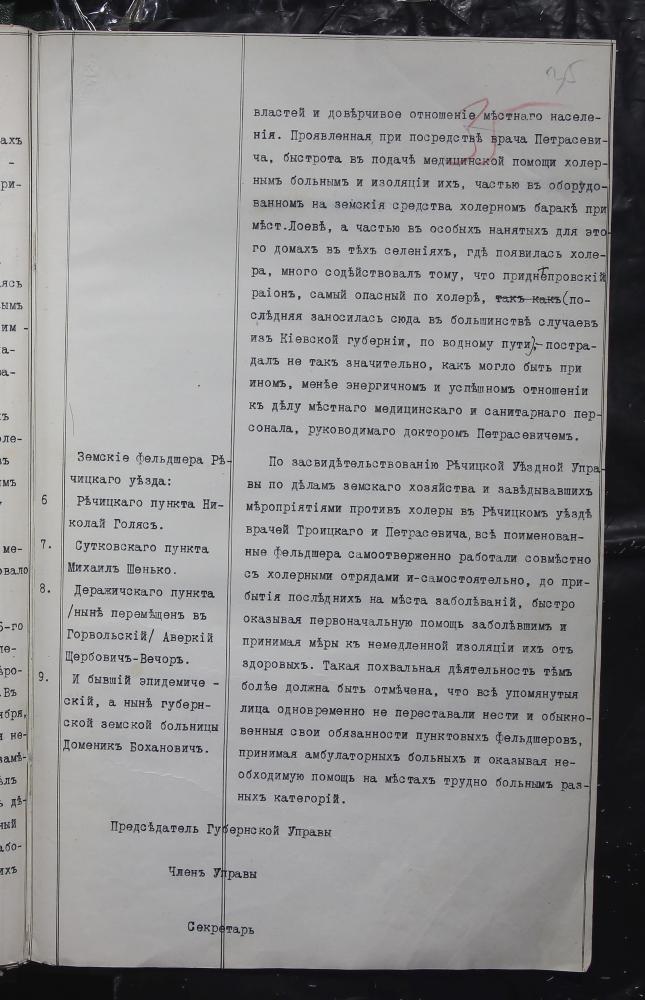 35
35
властей и довѣрчивое отношеніе мѣстнаго населе-
нія. Проявленная, при посредствѣ врача Петрасеви-
ча, быстрота въ подачѣ медицинской помощи холер-
нымъ больнымъ и изоляціи ихъ, частью въ оборудо-
ванномъ на земскія средства холерномъ баракѣ при
мѣст.Лоевѣ, а частью въ особыхъ нанятыхъ для это-
го домахъ въ тѣхъ селеніяхъ, гдѣ появилась холе-
ра, много содѣйствовалъ тому, что приднѣпровскій
раіонъ, самый опасный по холерѣ, такъ какъ (по-
слѣдняя заносилась сюда въ большинствѣ случаевъ
изъ Кіевской губерніи, по водному пути),-постра-
далъ не такъ значительно, какъ могло быть при
иномъ, менѣе энергичномъ и успѣшномъ отношеніи
къ дѣлу мѣстнаго медицинскаго и санитарнаго пер-
сонала, руководимаго докторомъ Петрасевичемъ.
Земскіе Фельдшера Рѣ-
чицкаго уѣзда:
6 Рѣчицкаго пункта Ни-
колай Голясъ.
7. Сутковскаго пункта
Михаилъ Шенько.
8. Деражичскаго пункта
/нынѣ перемѣщенъ въ
Горвольскій/ Аверкій
Щербовичъ-Вечоръ.
9. И бывшій эпидемиче -
скій, а нынѣ губерн-
ской земской больницы
Доменикъ Бохановичъ.
По засвидѣтельствованію Рѣчицкой Уѣздной Упра-
вы по дѣламъ земскаго хозяйства и завѣдывавшихъ
мѣропріятіями противъ холеры въ Рѣчицкомъ уѣздѣ
врачей Троицкаго и Петрасевича, всѣ поименован-
ные фельдшера самоотверженно работали совмѣстно
съ холерными отрядами и-самостоятельно, до при-
бытія послѣднихъ на мѣста заболѣваній, быстро
оказывая первоначальную помощь заболѣвшимъ и
принимая мѣры къ немедленной изоляціи ихъ отъ
здоровыхъ. Такая похвальная дѣятельность тѣмъ
болѣе должна быть отмѣчена, что всѣ упомянутыя
лица одновременно не переставали нести и обыкно-
венныя свои обязанности пунктовыхъ фельдшеровъ,
принимая амбулаторныхъ больныхъ и оказывая не-
обходимую помощь на мѣстахъ трудно больнымъ раз-
ныхъ категорій.
Предсѣдатель Губернской Управы
Членъ Управы
Секретарь